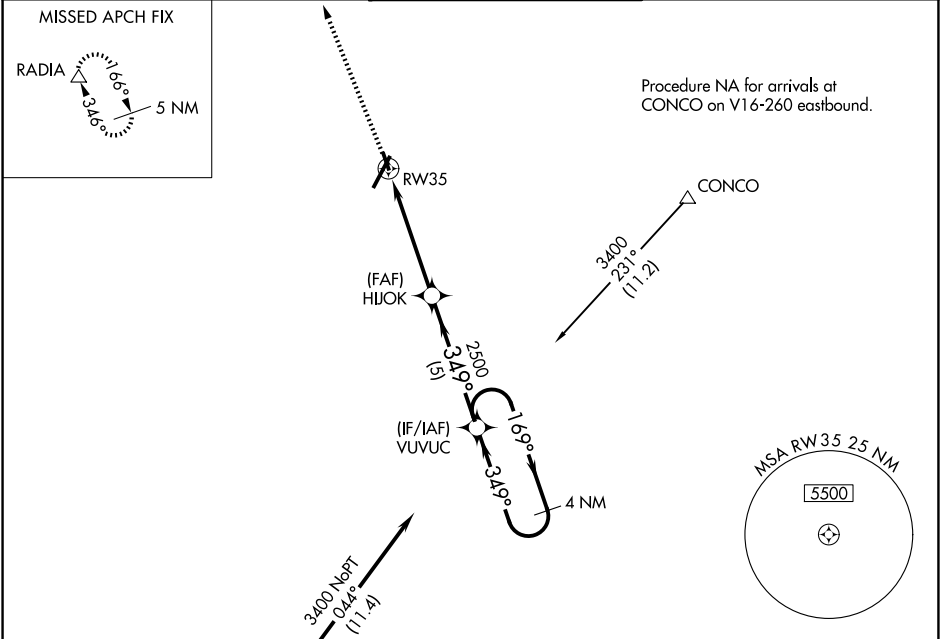 MISSED APCH FIX
RADIA
166°
346°
5 NM
Procedure NA for arrivals at
CONCO on V16-260 eastbound.
RW35
CONCO
3400
231°
(11.2)
(FAF)
HIJOK
2500
349°
(5)
(IF/IAF)
VUVUC
169°
349°
4 NM
MSA RW35 25 NM
5500
3400 NoPT
044°
(11.4)